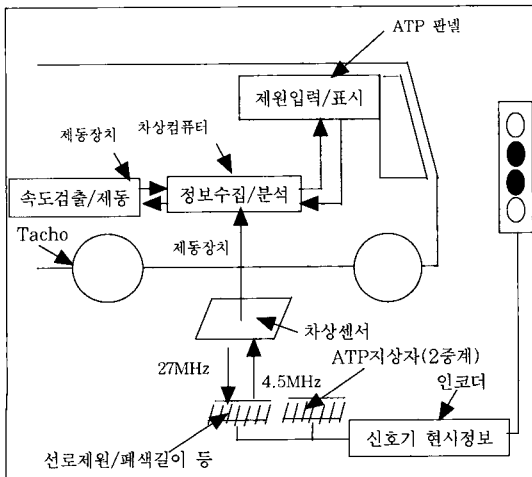 ATP 판넬
제원입력/표시
제동장치
차상컴퓨터
속도검출/제동
정보수집/분석
Tacho
제동장치
차상센서
27MHz
4.5MHz
ATP지상자(2중계)
인코더
신호기 현사정보
선로제원/폐색길이 등